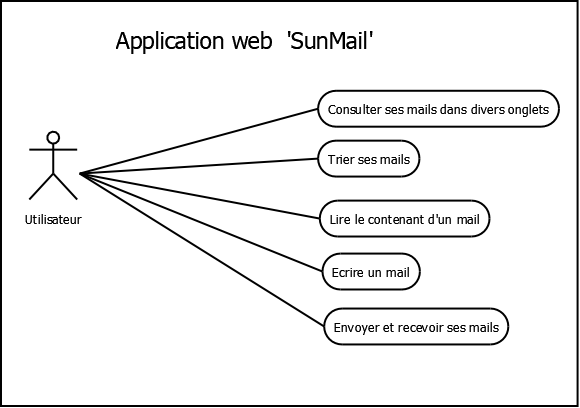 Application web 'SunMail'
Consulter ses mails dans divers onglets
Trier ses mails
Utilisateur
Lire le contenant d'un mail
Ecrire un mail
Envoyer et recevoir ses mails